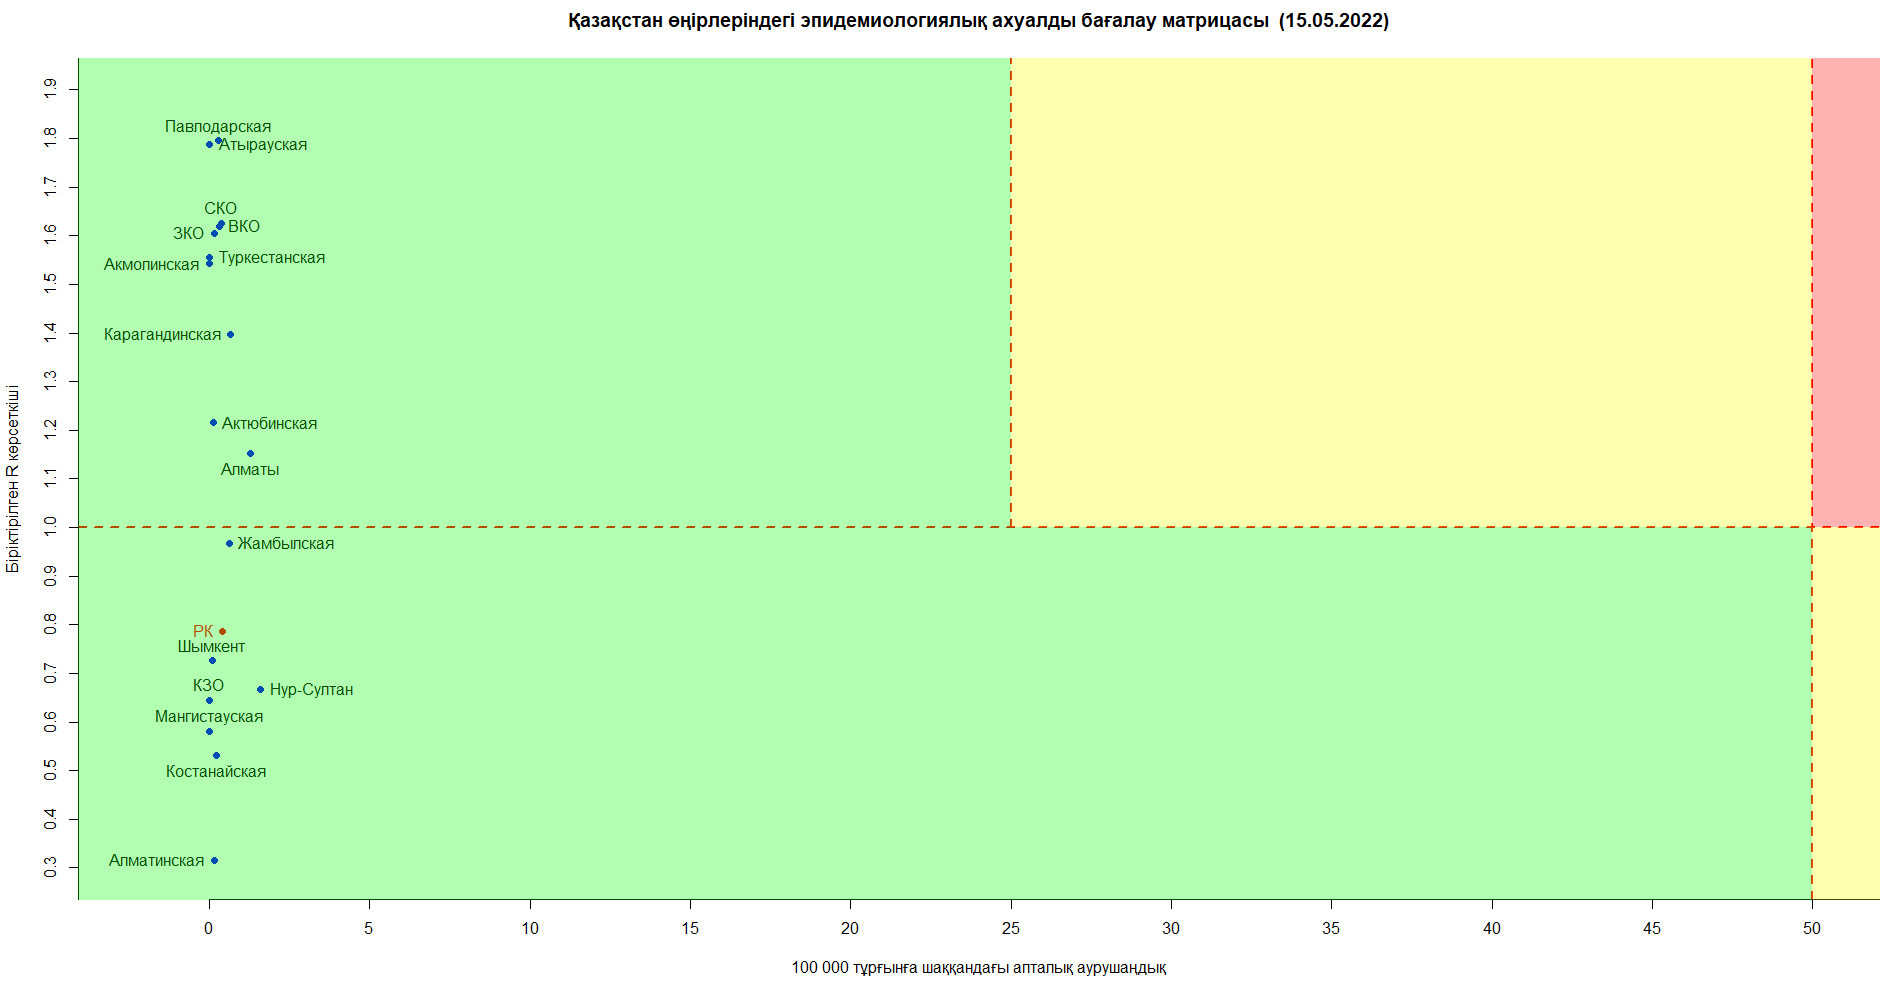 Қазақстан өңірлеріндегі эпидемиологиялық ахуалды бағалау матрицасы (15.05.2022)
Біріктірілген R көрсеткіші
1.9
1.8
1.7
1.6
1.5
1.4
1.3
1.2
1.1
1.0
0.9
0.8
0.7
0.6
0.5
0.4
0.3
Павлодарская
Атырауская
СКО
ВКО
ЗКО
Туркестанская
Акмолинская
Карагандинская
Актюбинская
Алматы
Жамбылская
РК
Шымкент
КЗО
Нур-Султан
Мангистауская
Костанайская
Алматинская
0 5 10 15 20 25 30 35 40 45 50
100 000 тұрғынға шаққандағы апталық аурушаңдық